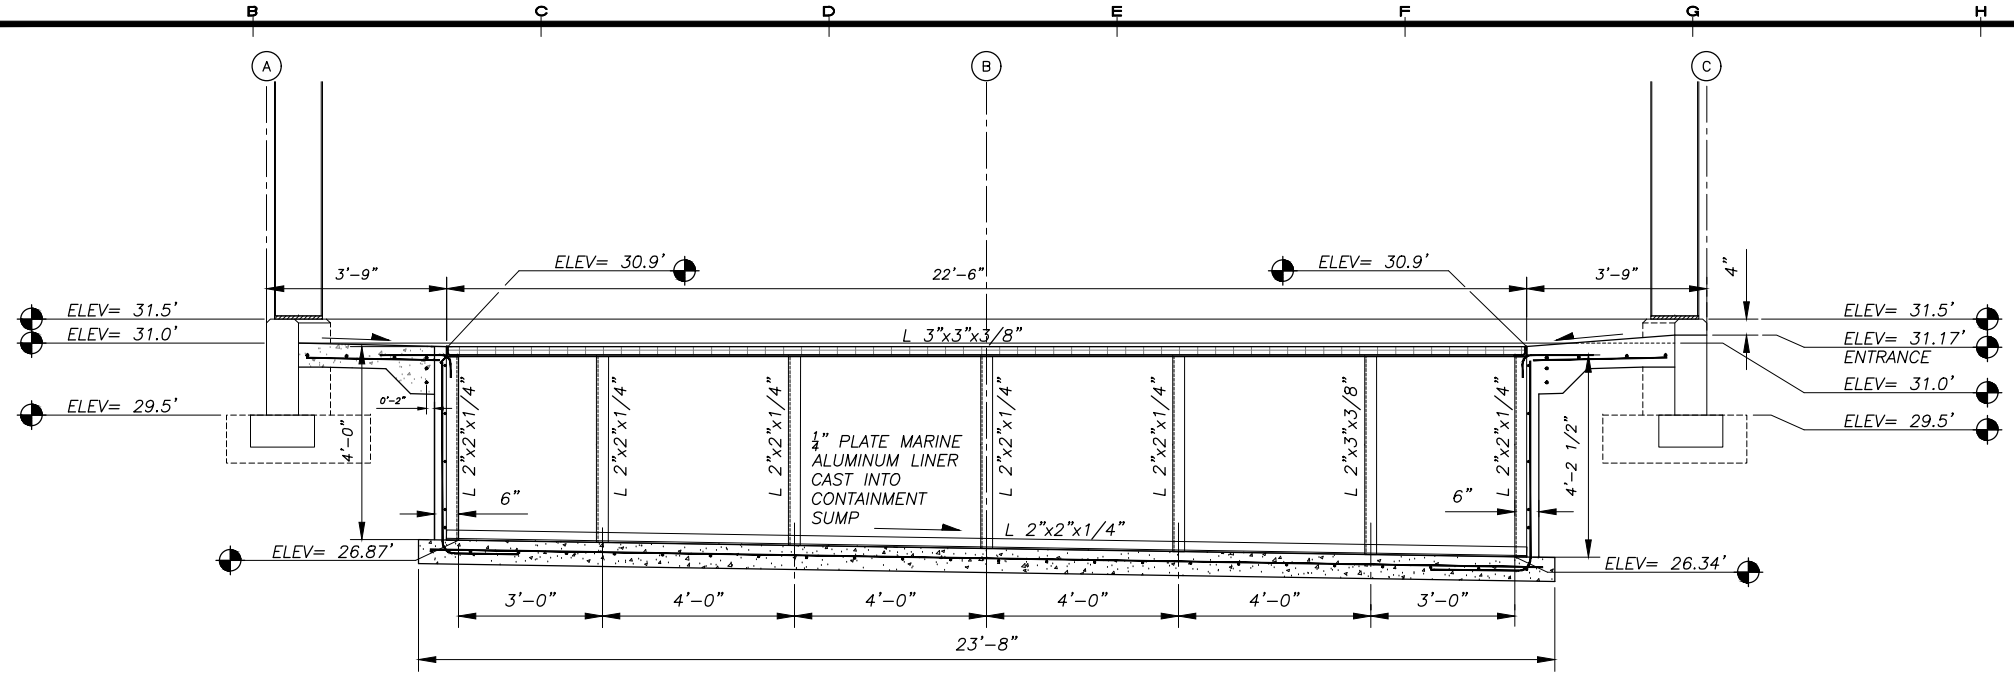 B C D E F G H
A B C
ELEV= 30.9' ELEV= 30.9'
3'-9" 22'-6" 3'-9" 4"
ELEV= 31.5' ELEV= 31.5'
ELEV= 31.0' L 3"x3"x3/8" ELEV= 31.17'
ENTRANCE
ELEV= 31.0'
ELEV= 29.5' 0'-2" ELEV= 29.5'
4'-0"
L 2"x2"x1/4"
L 2"x2"x1/4"
L 2"x2"x1/4"
1/4" PLATE MARINE
ALUMINUM LINER
CAST INTO
CONTAINMENT
SUMP
L 2"x2"x1/4"
L 2"x2"x1/4"
L 2"x3"x3/8"
L 2"x2"x1/4"
4'-2 1/2"
6" 6"
L 2"x2"x1/4"
ELEV= 26.87' ELEV= 26.34'
3'-0" 4'-0" 4'-0" 4'-0" 4'-0" 3'-0"
23'-8"